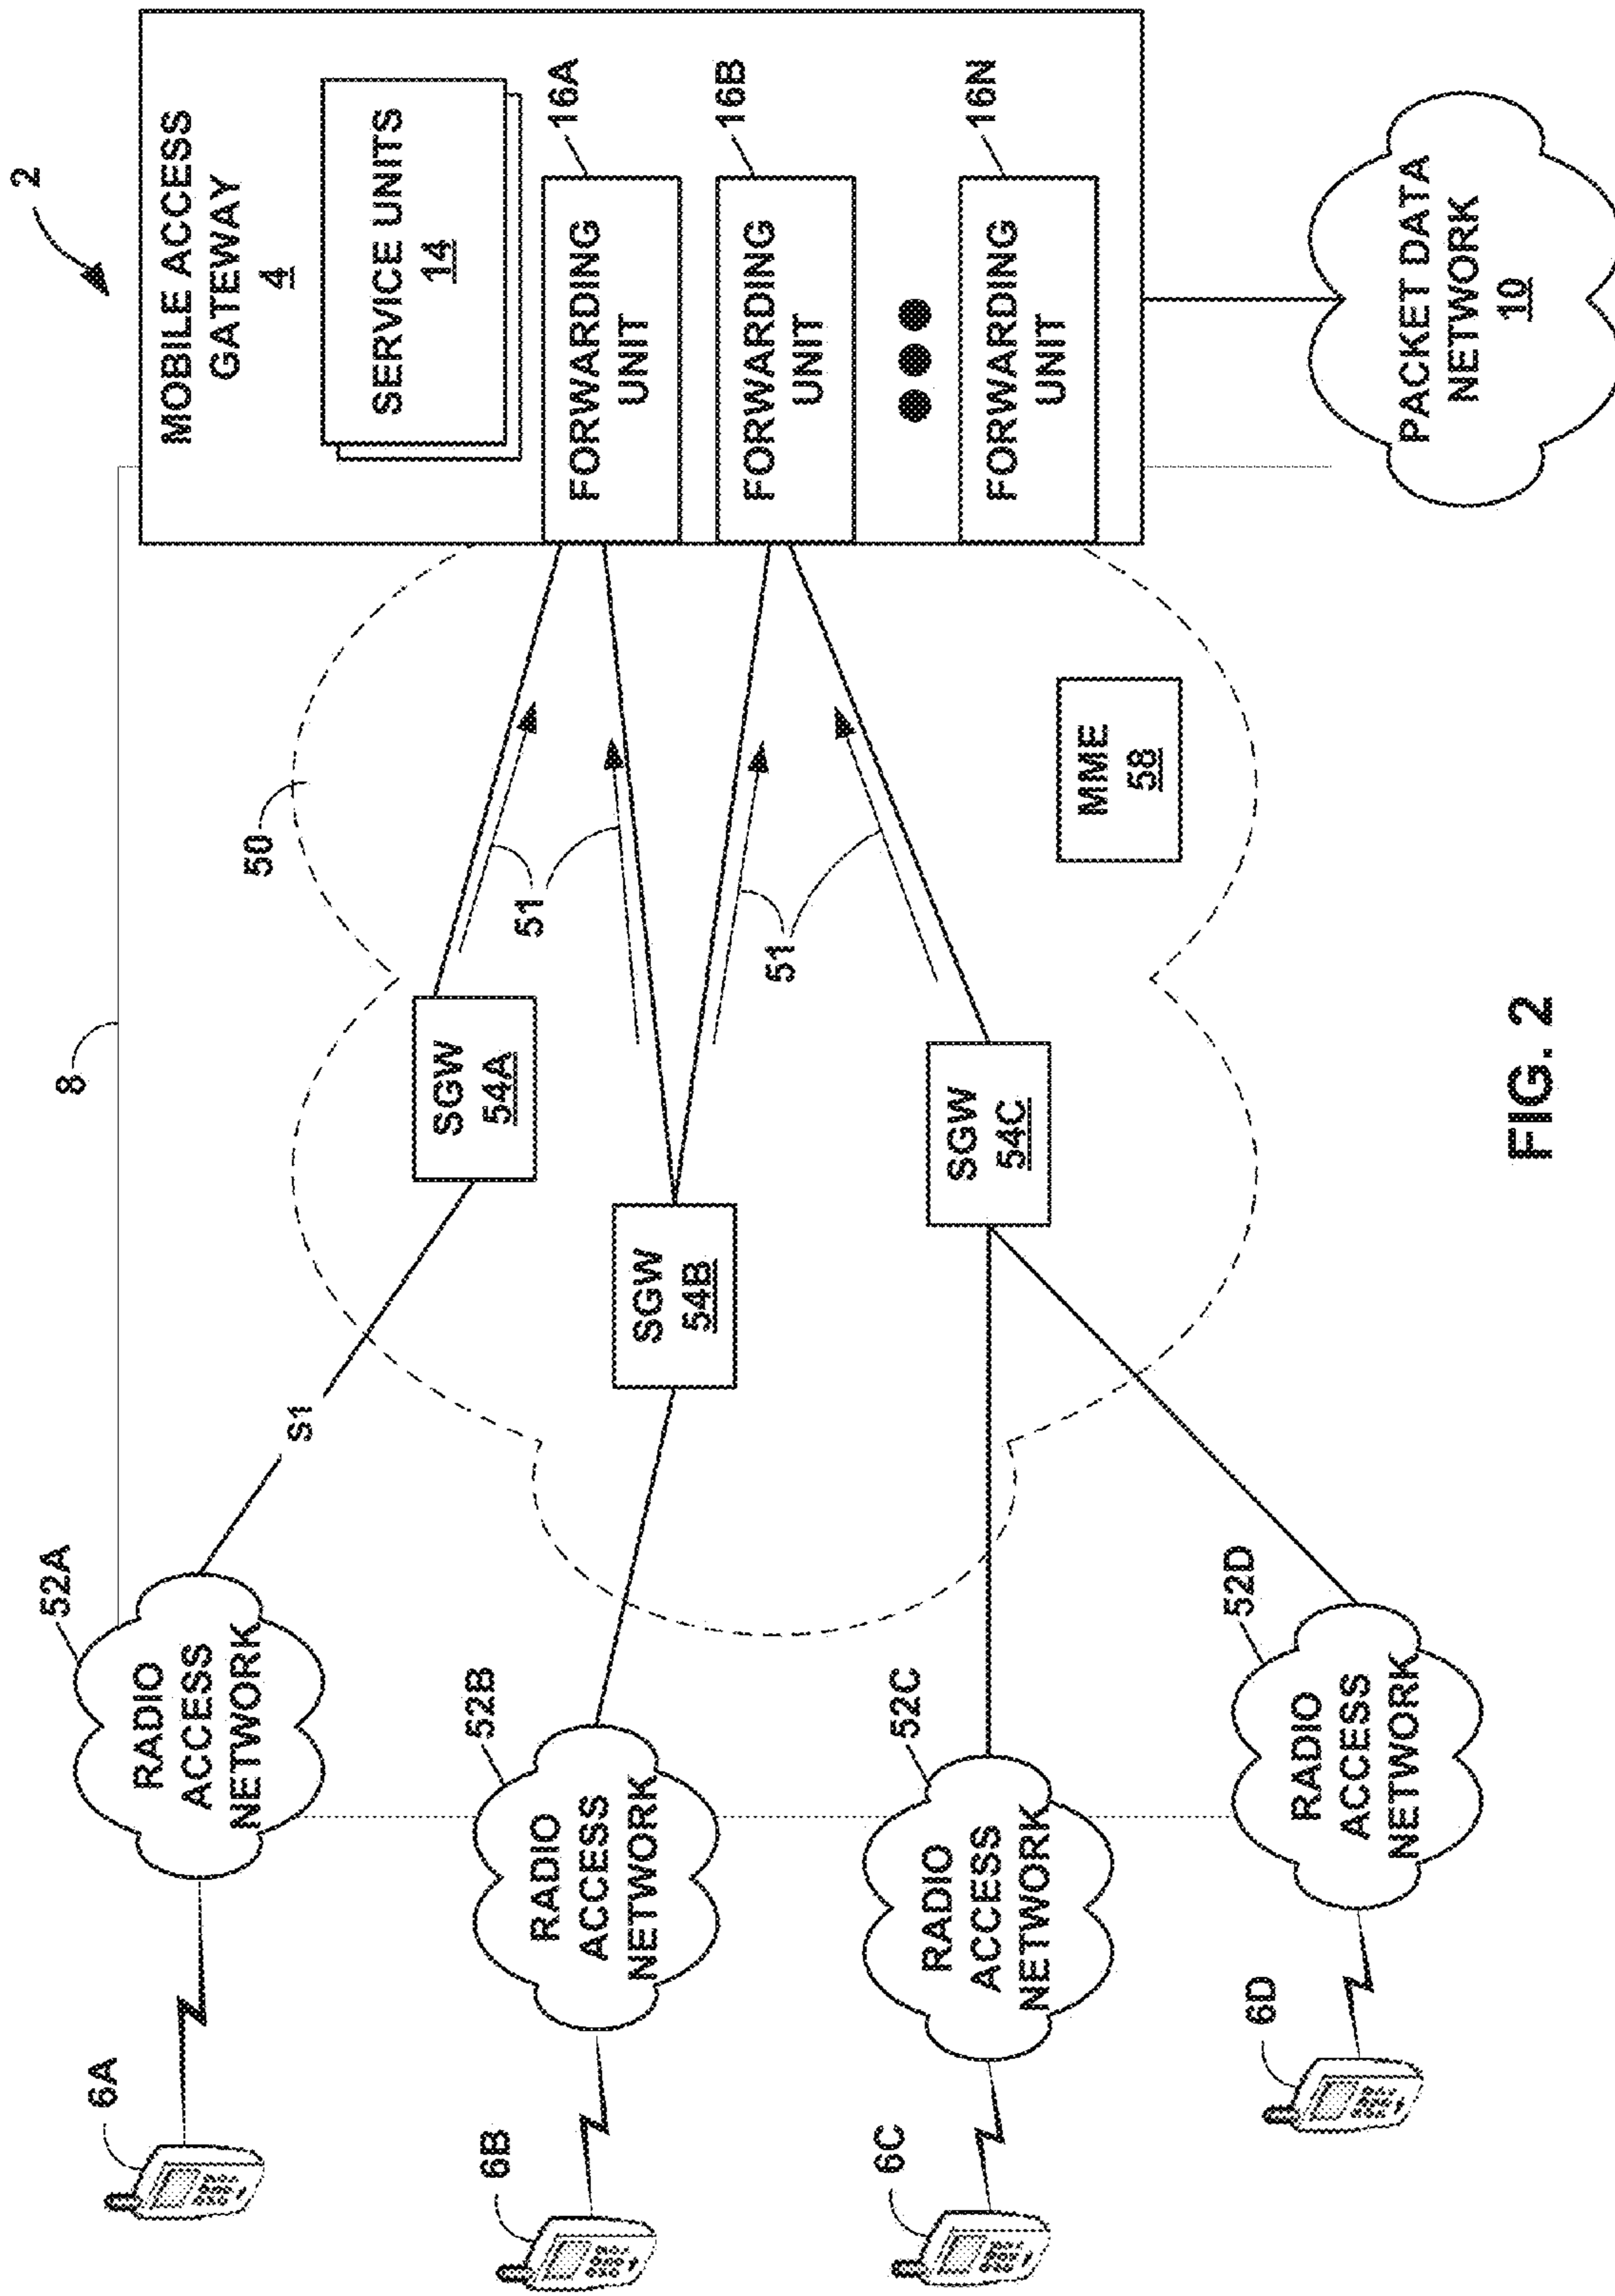 2
MOBILE ACCESS
GATEWAY
4
SERVICE UNITS
14
FORWARDING
UNIT
16A
FORWARDING
UNIT
16B
FORWARDING
UNIT
16N
PACKET DATA
NETWORK
10
8
50
51
51
MME
58
SGW
54A
SGW
54B
SGW
54C
S1
52A
RADIO
ACCESS
NETWORK
52B
RADIO
ACCESS
NETWORK
52C
RADIO
ACCESS
NETWORK
52D
RADIO
ACCESS
NETWORK
6A
6B
6C
6D
FIG. 2